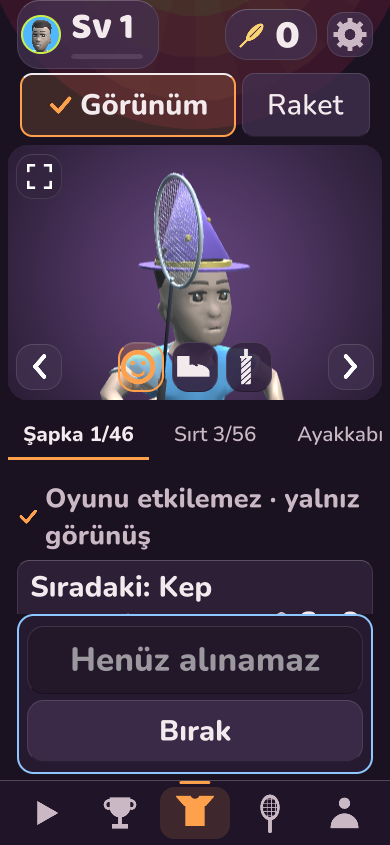 Sv 1
0
Görünüm
Raket
Şapka 1/46
Sırt 3/56
Ayakkabı
Oyunu etkilemez · yalnız
görünüş
Sıradaki: Kep
Henüz alınamaz
Bırak